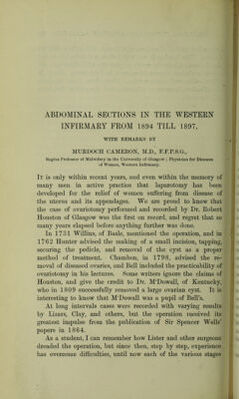 ABDOMINAL SECTIONS IN THE WESTERN
INFIRMARY FROM 1894 TILL 1897,
WITH REMARKS BY
MURDOCH CAMERON, M.D., F.F.P.S.G.,
Regius Professor of Midwifery in the University of Glasgow; Physician for Diseases
of Women, Western Infirmary.
IT is only within recent years, and even within the memory of
many men in active practice that laparotomy has been
developed for the relief of women suffering from disease of
the uterus and its appendages. We are proud to know that
the case of ovariotomy performed and recorded by Dr. Robert
Houston of Glasgow was the first on record, and regret that so
many years elapsed before anything further was done.
In 1731 Willius, of Basle, mentioned the operation, and in
1762 Hunter advised the making of a small incision, tapping,
securing the pedicle, and removal of the cyst as a proper
method of treatment. Chambon, in 1798, advised the re-
moval of diseased ovaries, and Bell included the practicability of
ovariotomy in his lectures. Some writers ignore the claims of
Houston, and give the credit to Dr. M'Dowall, of Kentucky,
who in 1809 successfully removed a large ovarian cyst. It is
interesting to know that M'Dowall was a pupil of Bell's.
At long intervals cases were recorded with varying results
by Lizars, Clay, and others, but the operation received its
greatest impulse from the publication of Sir Spencer Wells'
papers in 1864.
As a student, I can remember how Lister and other surgeons
dreaded the operation, but since then, step by step, experience
has overcome difficulties, until now each of the various stages